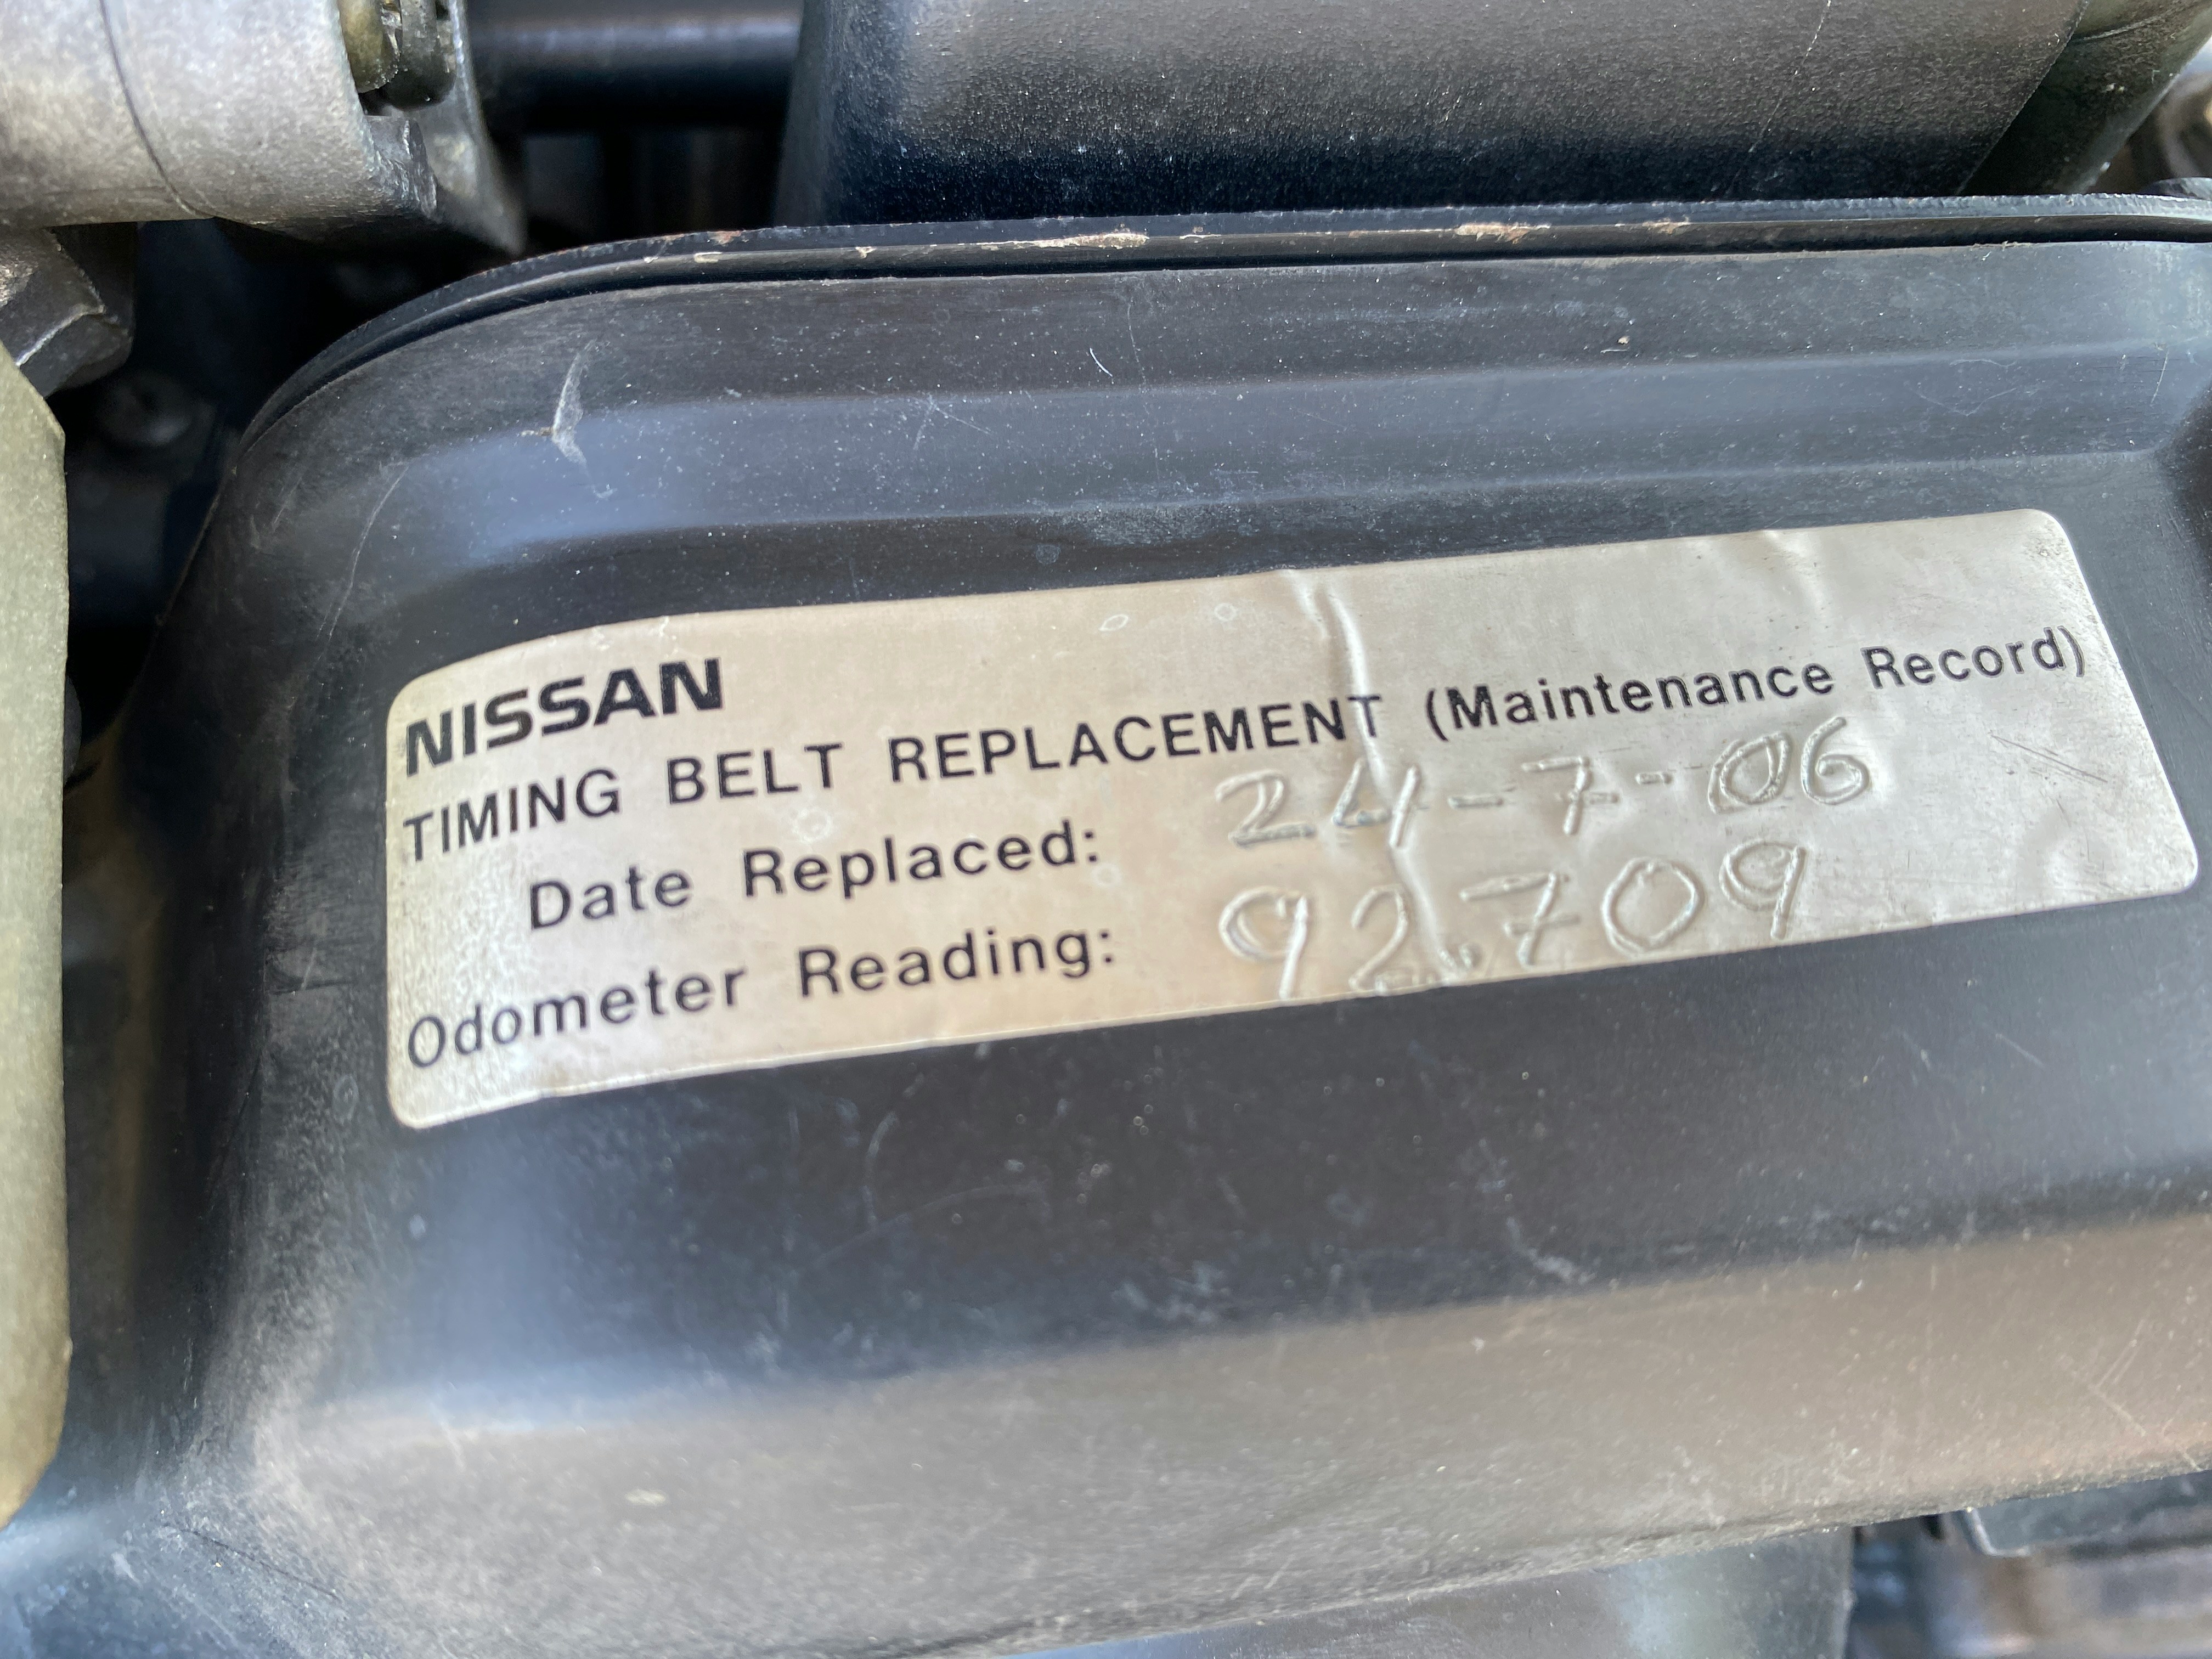 NISSAN
TIMING BELT REPLACEMENT (Maintenance Record)
Date Replaced: 24-7-06
Odometer Reading: 92.709